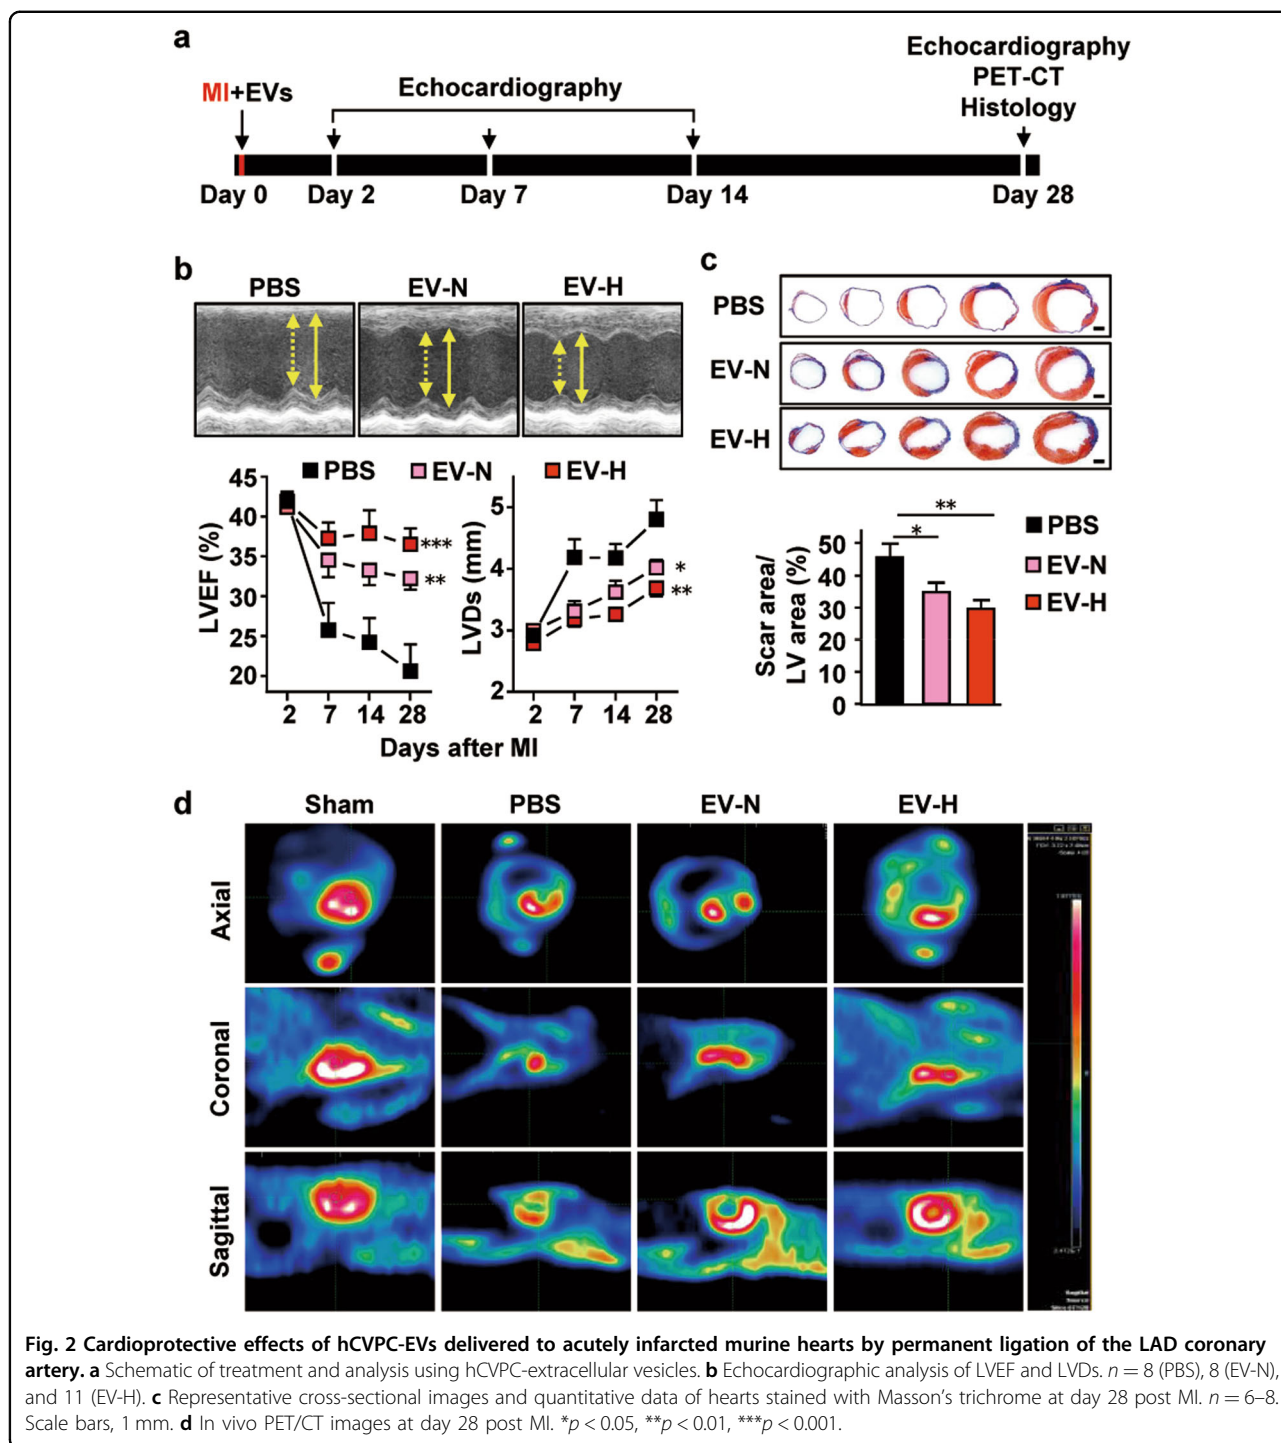 a
Echocardiography
PET-CT
Histology
MI+EVs
Echocardiography
Day 0
Day 2
Day 7
Day 14
Day 28
b
PBS
EV-N
EV-H
PBS
EV-N
EV-H
LVEF (%)
45
40
35
30
25
20
***
**
2 7 14 28
LVDs (mm)
5
4
3
2
*
**
2 7 14 28
Days after MI
c
PBS
EV-N
EV-H
Scar area/
LV area (%)
50
40
30
20
10
0
**
*
PBS
EV-N
EV-H
d
Sham
PBS
EV-N
EV-H
Axial
Coronal
Sagittal
Fig. 2 Cardioprotective effects of hCVPC-EVs delivered to acutely infarcted murine hearts by permanent ligation of the LAD coronary
artery. a Schematic of treatment and analysis using hCVPC-extracellular vesicles. b Echocardiographic analysis of LVEF and LVDs. n = 8 (PBS), 8 (EV-N),
and 11 (EV-H). c Representative cross-sectional images and quantitative data of hearts stained with Masson's trichrome at day 28 post MI. n = 6–8.
Scale bars, 1 mm. d In vivo PET/CT images at day 28 post MI. *p < 0.05, **p < 0.01, ***p < 0.001.